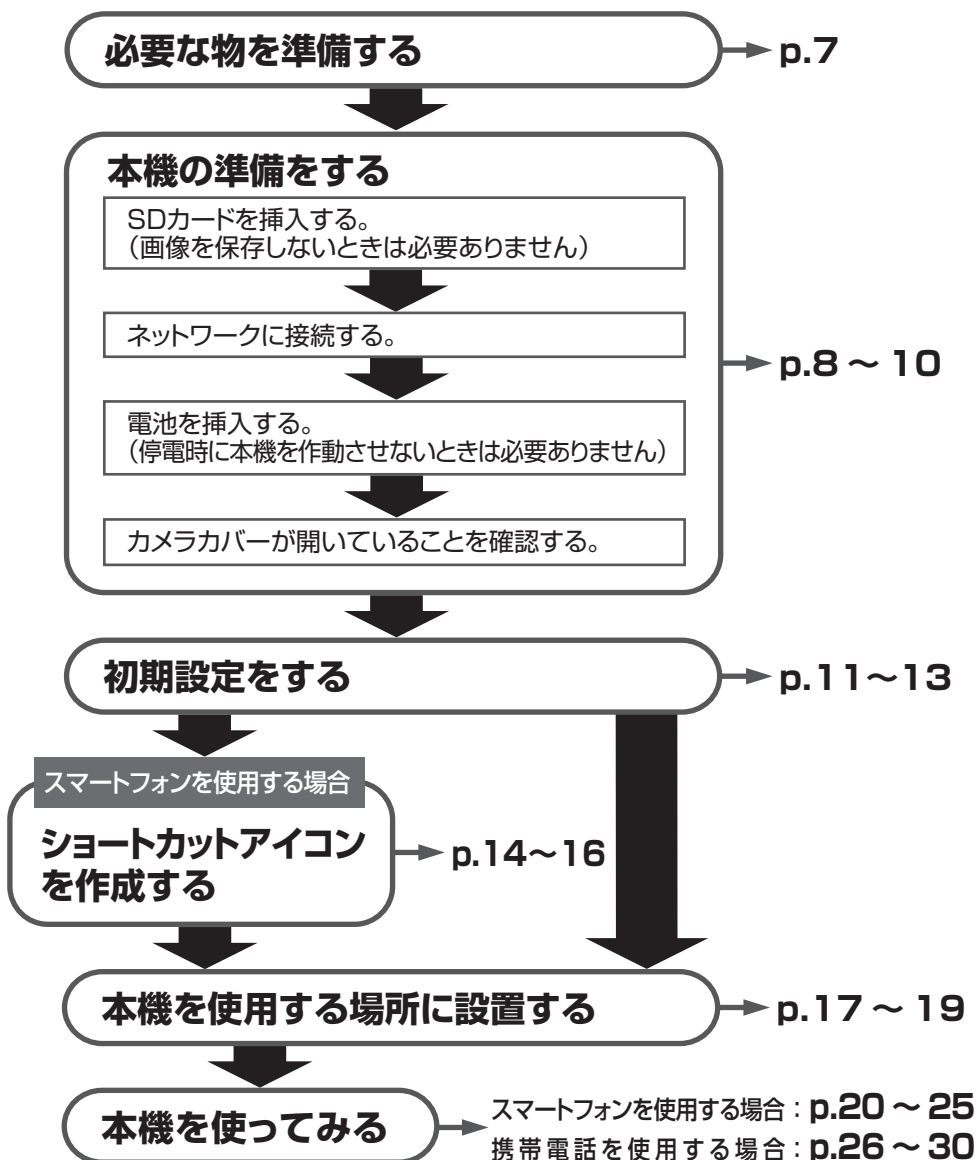 必要な物を準備する
p.7
本機の準備をする
SDカードを挿入する。
（画像を保存しないときは必要ありません）
ネットワークに接続する。
電池を挿入する。
（停電時に本機を作動させないときは必要ありません）
カメラカバーが開いていることを確認する。
p.8 ～ 10
初期設定をする
p.11～13
スマートフォンを使用する場合
ショートカットアイコン
を作成する
p.14～16
本機を使用する場所に設置する
p.17 ～ 19
本機を使ってみる
スマートフォンを使用する場合：p.20 ～ 25
携帯電話を使用する場合：p.26 ～ 30